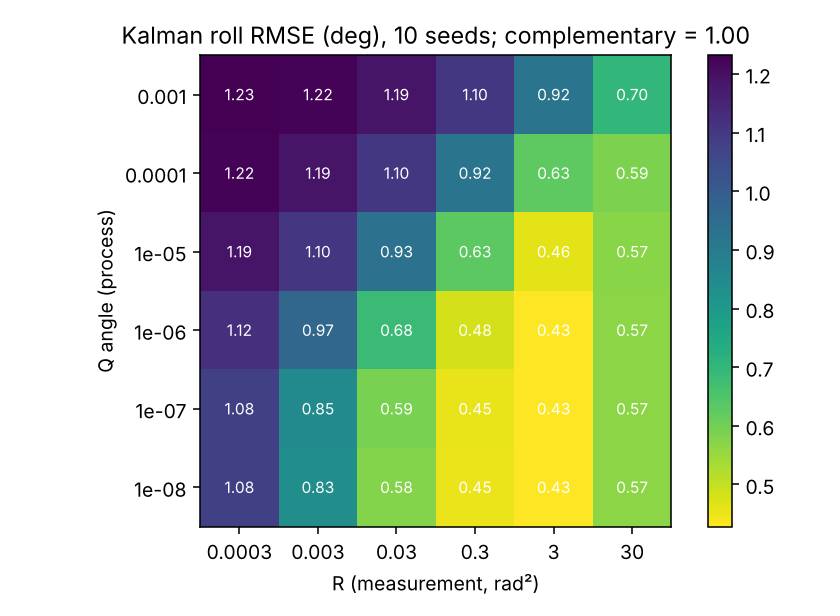 Kalman roll RMSE (deg), 10 seeds; complementary = 1.00
Q angle (process)
0.001 1.23 1.22 1.19 1.10 0.92 0.70
0.0001 1.22 1.19 1.10 0.92 0.63 0.59
1e-05 1.19 1.10 0.93 0.63 0.46 0.57
1e-06 1.12 0.97 0.68 0.48 0.43 0.57
1e-07 1.08 0.85 0.59 0.45 0.43 0.57
1e-08 1.08 0.83 0.58 0.45 0.43 0.57
0.0003 0.003 0.03 0.3 3 30
R (measurement, rad²)
1.2
1.1
1.0
0.9
0.8
0.7
0.6
0.5